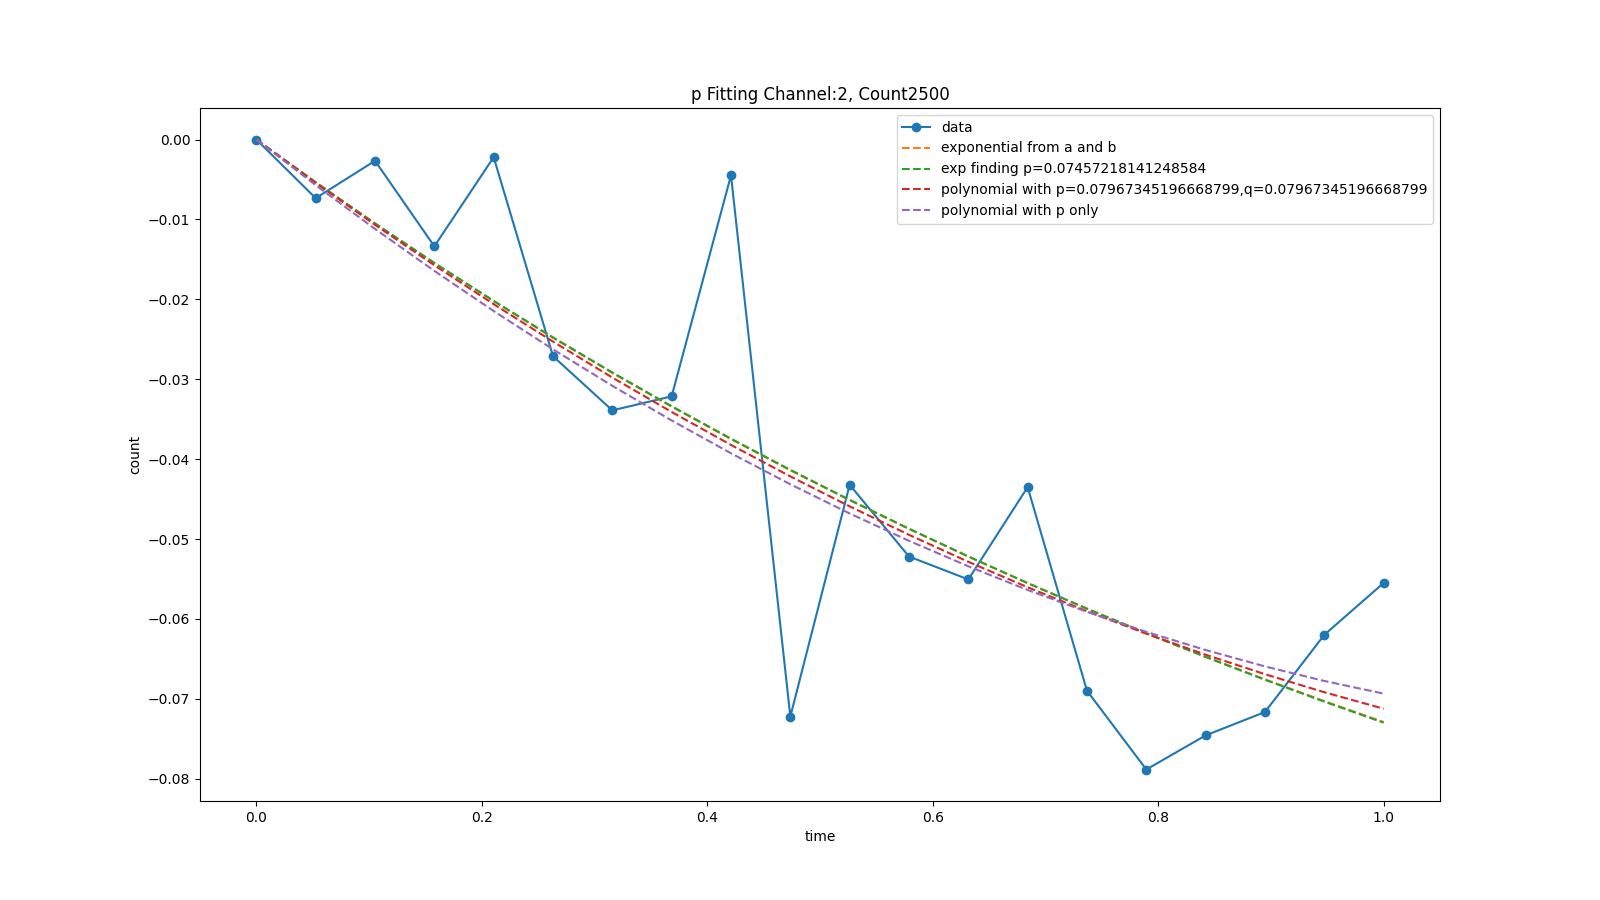 p Fitting Channel:2, Count2500
data
exponential from a and b
exp finding p=0.07457218141248584
polynomial with p=0.07967345196668799,q=0.07967345196668799
polynomial with p only
0.00
−0.01
−0.02
−0.03
−0.04
−0.05
−0.06
−0.07
−0.08
count
0.0 0.2 0.4 0.6 0.8 1.0
time